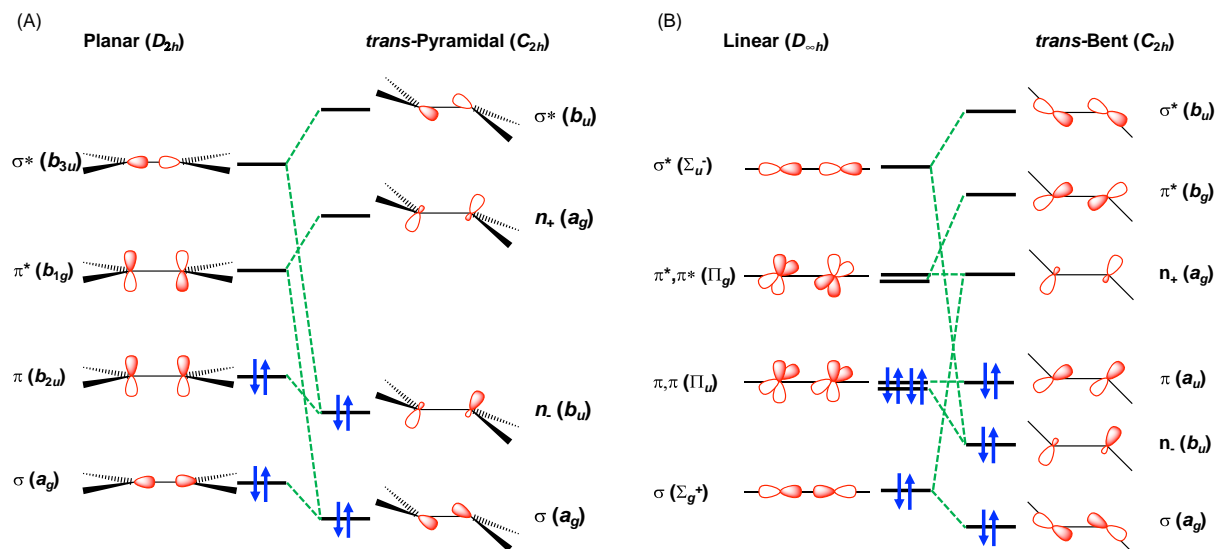 (A)
Planar (D2h)
trans-Pyramidal (C2h)
σ* (bu)
σ* (b3u)
n+ (ag)
π* (b1g)
π (b2u)
n- (bu)
σ (ag)
σ (ag)
(B)
Linear (D∞h)
trans-Bent (C2h)
σ* (bu)
σ* (Σu-)
π* (bg)
π*,π* (Πg)
n+ (ag)
π,π (Πu)
π (au)
n- (bu)
σ (Σg+)
σ (ag)